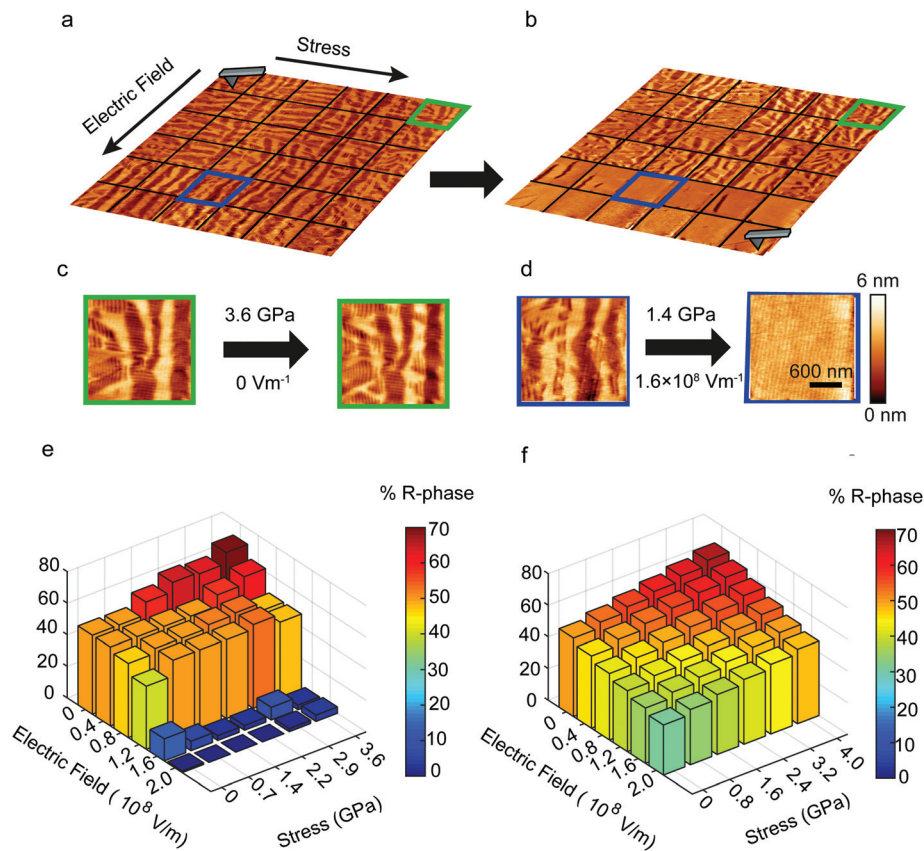 a
b
Stress
Electric Field
c
d
3.6 GPa
0 Vm⁻¹
1.4 GPa
1.6×10⁸ Vm⁻¹
600 nm
6 nm
0 nm
e
f
% R-phase
70
60
50
40
30
20
10
0
80
60
40
20
0
0
0.4
0.8
1.2
1.6
2.0
Electric Field ( 10⁸ V/m)
0
0.7
1.4
2.2
2.9
3.6
Stress (GPa)
% R-phase
70
60
50
40
30
20
10
0
80
60
40
20
0
0
0.4
0.8
1.2
1.6
2.0
Electric Field ( 10⁸ V/m)
0
0.8
1.6
2.4
3.2
4.0
Stress (GPa)